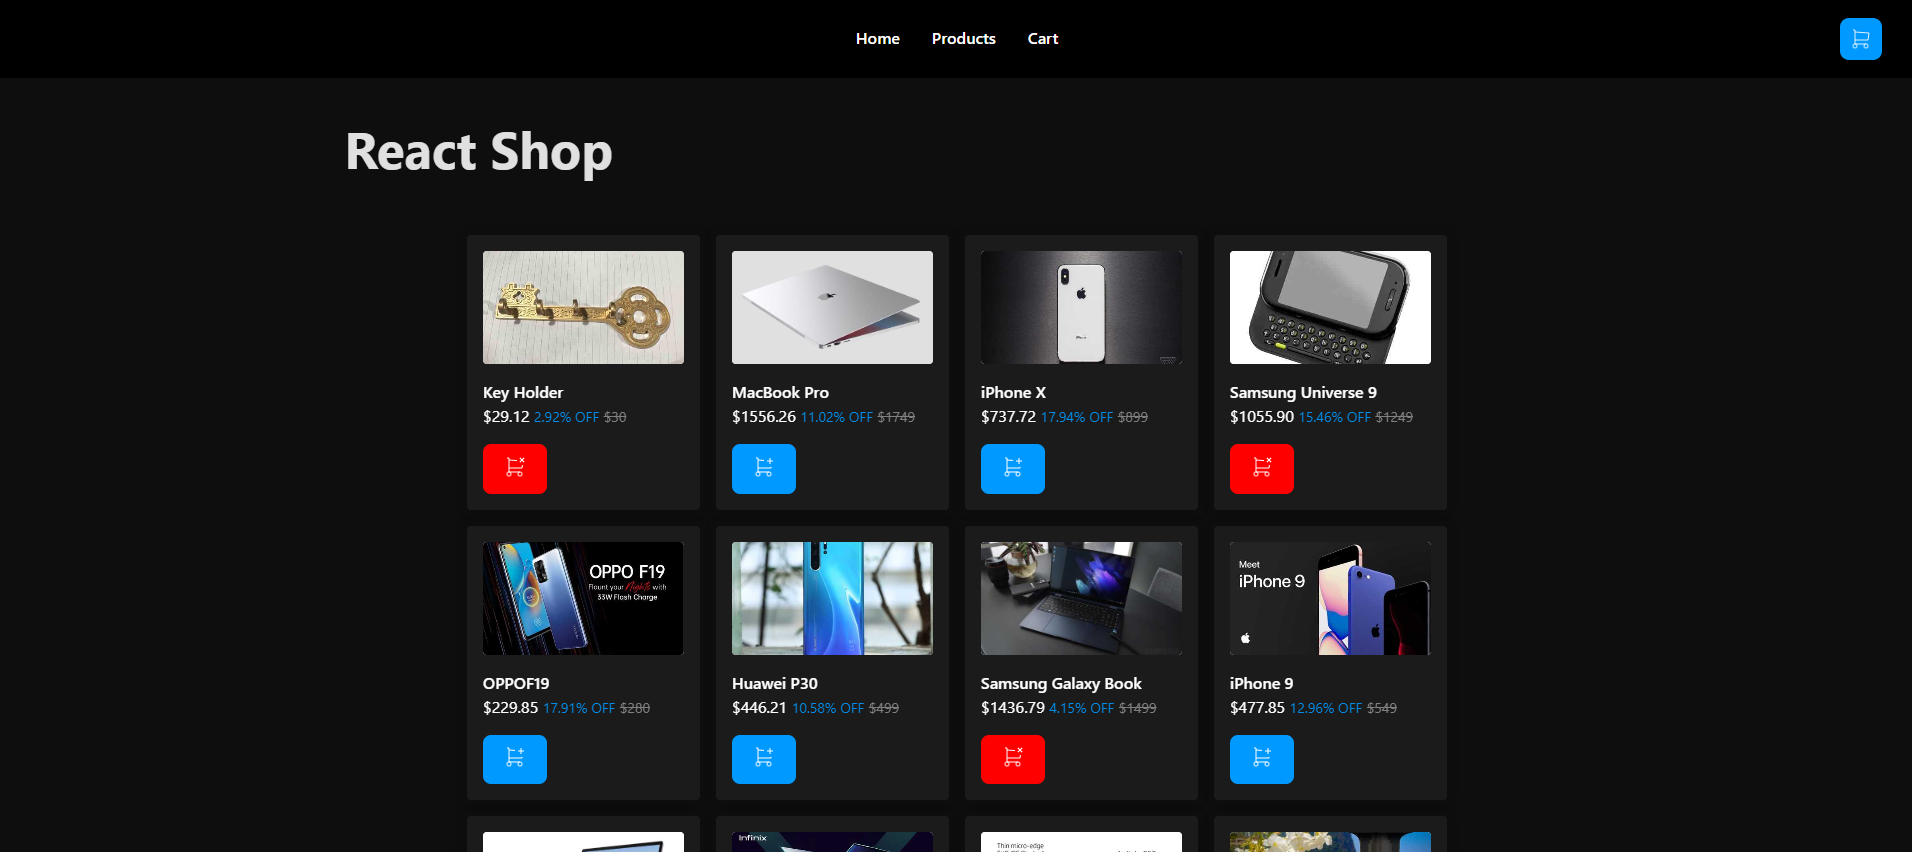 Home Products Cart
React Shop
Key Holder
$29.12 2.92% OFF $30
MacBook Pro
$1556.26 11.02% OFF $1749
iPhone X
$737.72 17.94% OFF $899
Samsung Universe 9
$1055.90 15.46% OFF $1249
OPPO F19
Flaunt your Nights with
33W Flash Charge
OPPOF19
$229.85 17.91% OFF $280
Huawei P30
$446.21 10.58% OFF $499
Samsung Galaxy Book
$1436.79 4.15% OFF $1499
Meet
iPhone 9
iPhone 9
$477.85 12.96% OFF $549
Infinix
Thin micro-edge